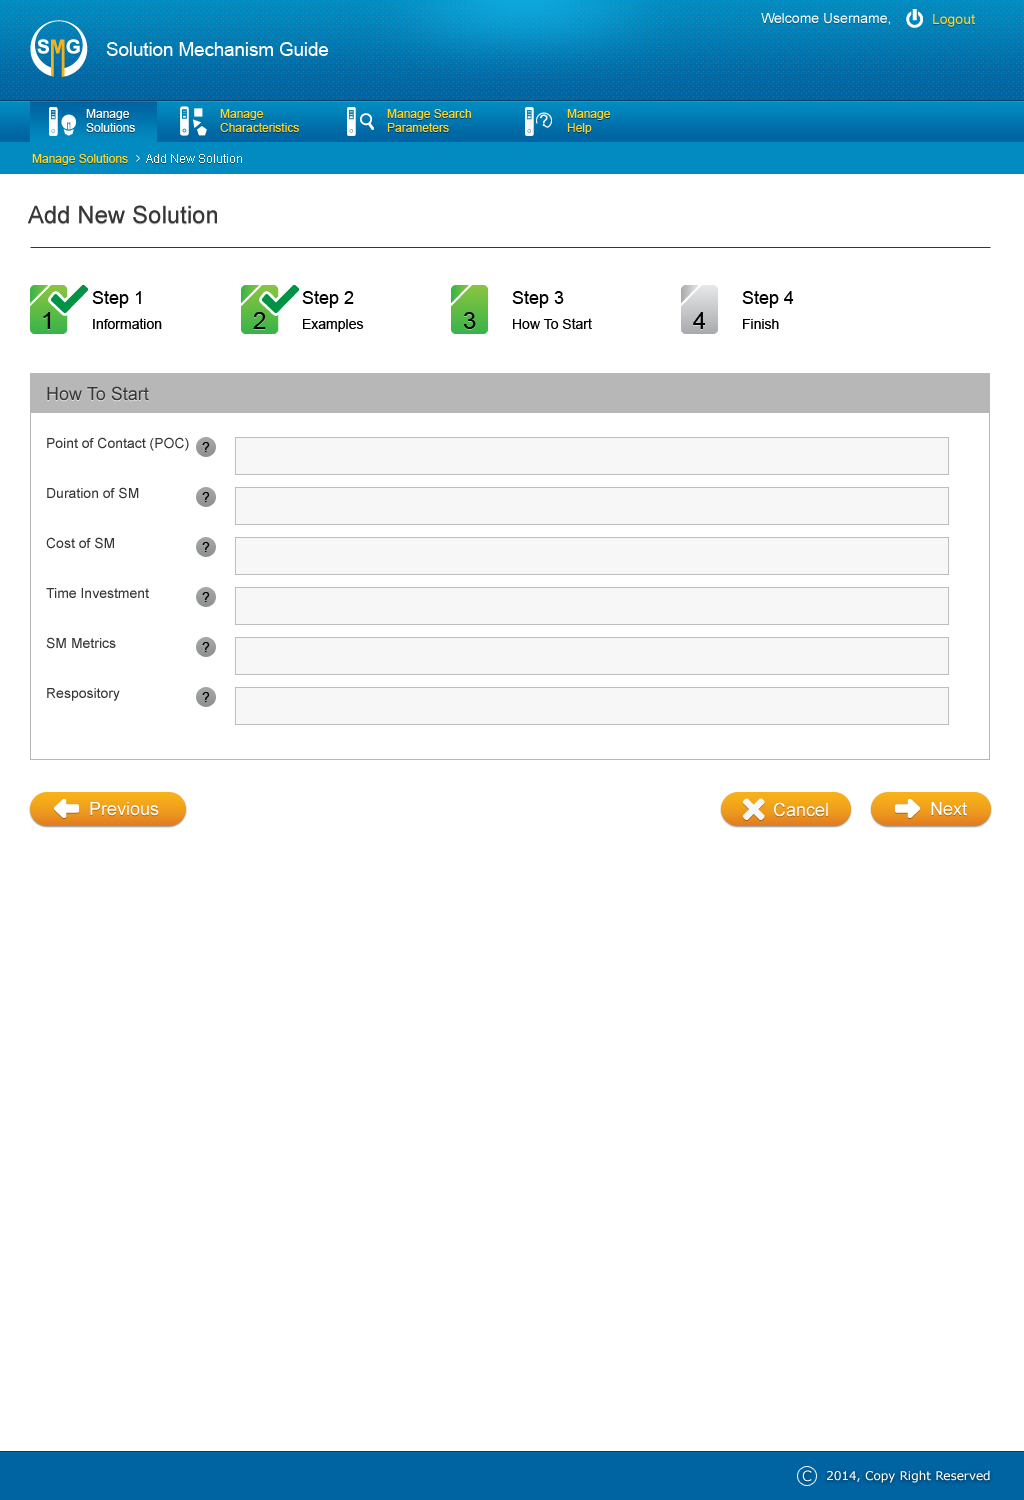 Welcome Username, Logout
SMG
Solution Mechanism Guide
Manage
Solutions
Manage
Characteristics
Manage Search
Parameters
Manage
Help
Manage Solutions > Add New Solution
Add New Solution
1
Step 1
Information
2
Step 2
Examples
3
Step 3
How To Start
4
Step 4
Finish
How To Start
Point of Contact (POC) ?
Duration of SM ?
Cost of SM ?
Time Investment ?
SM Metrics ?
Respository ?
Previous
Cancel
Next
© 2014, Copy Right Reserved